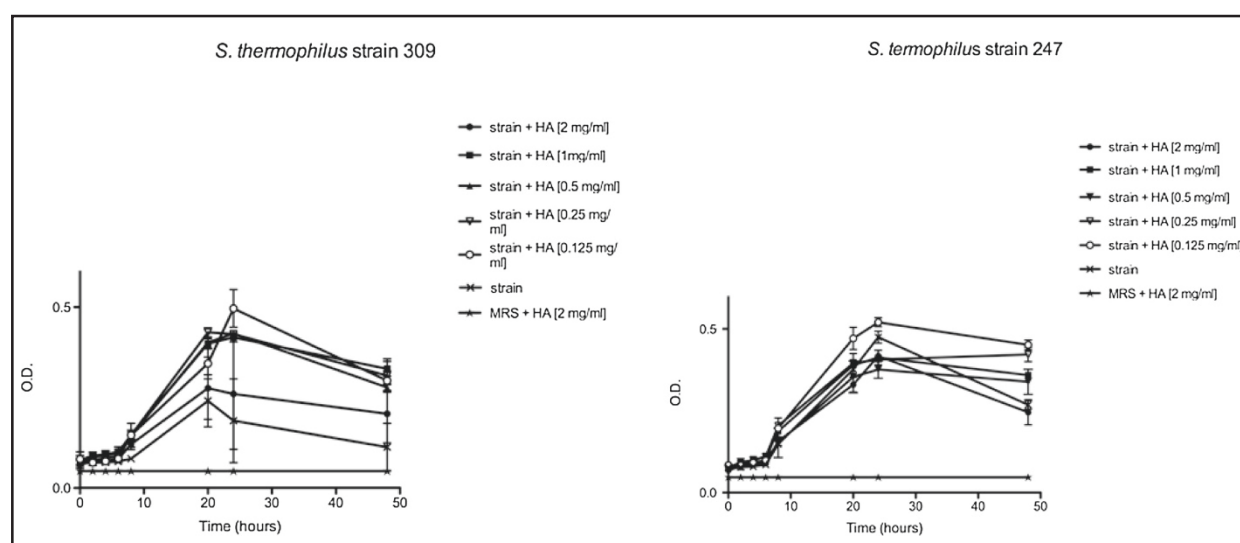 S. thermophilus strain 309
strain + HA [2 mg/ml]
strain + HA [1mg/ml]
strain + HA [0.5 mg/ml]
strain + HA [0.25 mg/
ml]
strain + HA [0.125 mg/
ml]
strain
MRS + HA [2 mg/ml]
0.5
O.D.
0.0
0
10
20
30
40
50
Time (hours)
S. termophilus strain 247
strain + HA [2 mg/ml]
strain + HA [1 mg/ml]
strain + HA [0.5 mg/ml]
strain + HA [0.25 mg/ml]
strain + HA [0.125 mg/ml]
strain
MRS + HA [2 mg/ml]
0.5
O.D.
0.0
0
10
20
30
40
50
Time (hours)